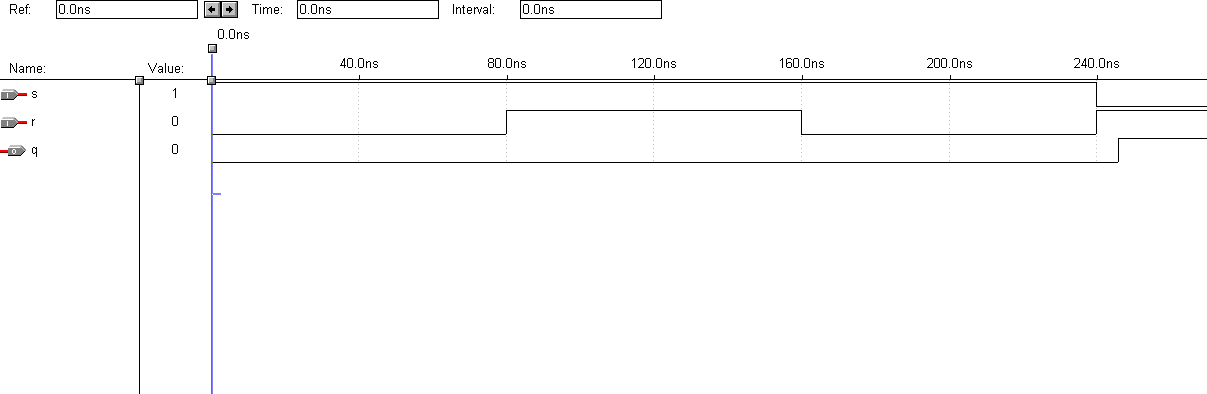 Ref: 0.0ns Time: 0.0ns Interval: 0.0ns
0.0ns
Name: Value: 40.0ns 80.0ns 120.0ns 160.0ns 200.0ns 240.0ns
I s 1
I r 0
O q 0